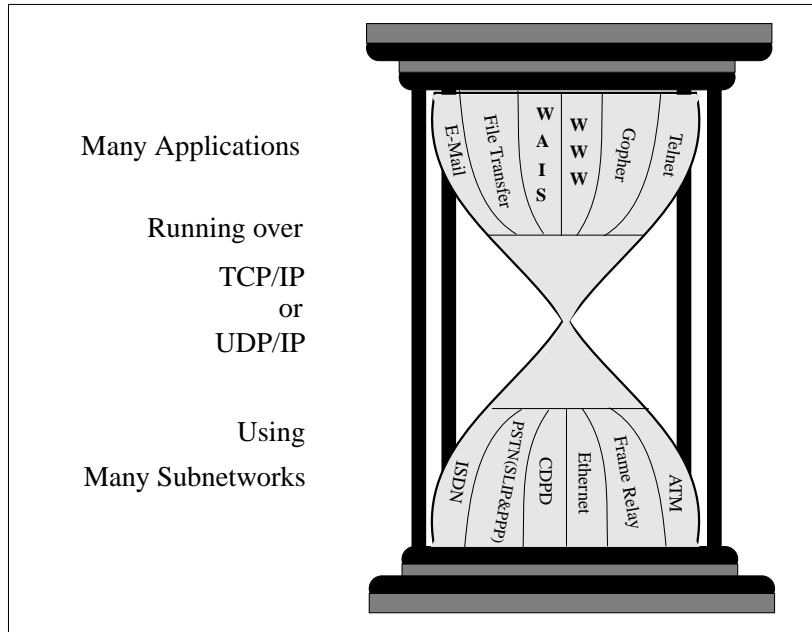 Many Applications
Running over
TCP/IP
or
UDP/IP
Using
Many Subnetworks
E-Mail
File Transfer
WAIS
WWW
Gopher
Telnet
ISDN
PSTN(SLIP&PPP)
CDPD
Ethernet
Frame Relay
ATM